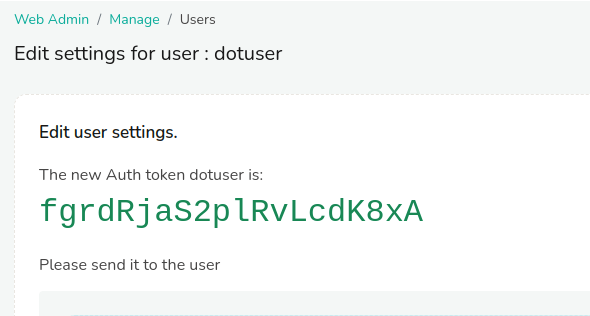 Web Admin / Manage / Users
Edit settings for user : dotuser
Edit user settings.
The new Auth token dotuser is:
fgrdRjaS2plRvLcdK8xA
Please send it to the user